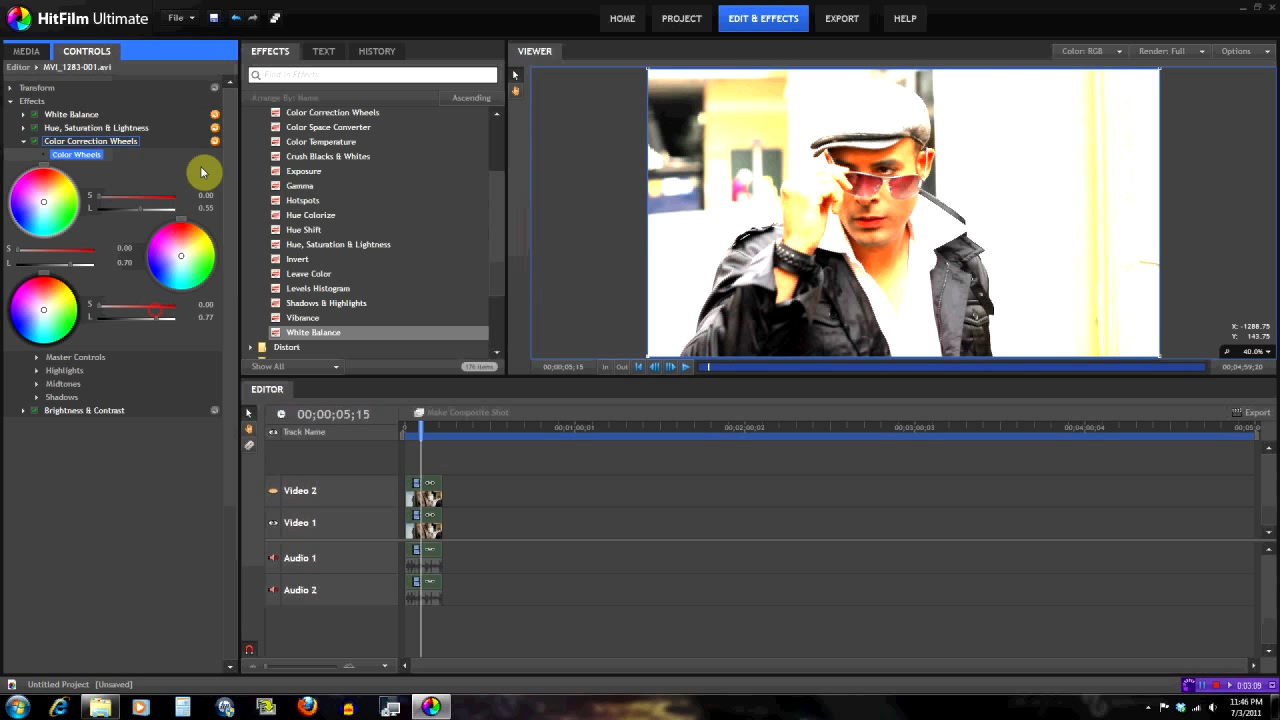 HitFilm Ultimate
File
HOME
PROJECT
EDIT & EFFECTS
EXPORT
HELP
MEDIA
CONTROLS
Editor ▸ MVI_1283-001.avi
Transform
Effects
White Balance
Hue, Saturation & Lightness
Color Correction Wheels
Color Wheels
S 0.00
L 0.55
S 0.00
L 0.70
S 0.00
L 0.77
Master Controls
Highlights
Midtones
Shadows
Brightness & Contrast
EFFECTS
TEXT
HISTORY
Find in Effects
Arrange By: Name
Ascending
Color Correction Wheels
Color Space Converter
Color Temperature
Crush Blacks & Whites
Exposure
Gamma
Hotspots
Hue Colorize
Hue Shift
Hue, Saturation & Lightness
Invert
Leave Color
Levels Histogram
Shadows & Highlights
Vibrance
White Balance
Distort
Show All
176 items
VIEWER
Color: RGB
Render: Full
Options
X: -1288.75
Y: 143.75
40.0%
00;00;05;15
In
Out
00;04;59;20
EDITOR
00;00;05;15
Make Composite Shot
Export
Track Name
0
00;01;00;01
00;02;00;02
00;03;00;03
00;04;00;04
00;05;0
Video 2
Video 1
Audio 1
Audio 2
Untitled Project [Unsaved]
0:03:09
11:46 PM
7/3/2011